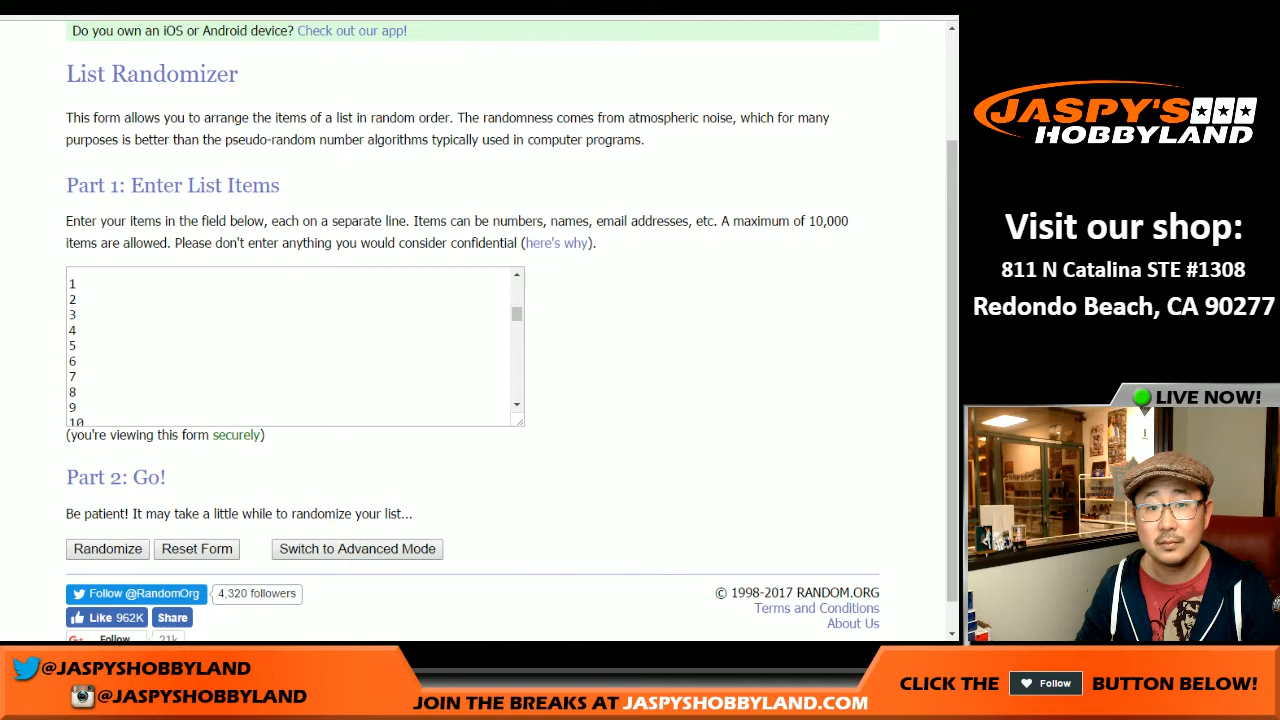 Do you own an iOS or Android device? Check out our app!
List Randomizer
This form allows you to arrange the items of a list in random order. The randomness comes from atmospheric noise, which for many
purposes is better than the pseudo-random number algorithms typically used in computer programs.
Part 1: Enter List Items
Enter your items in the field below, each on a separate line. Items can be numbers, names, email addresses, etc. A maximum of 10,000
items are allowed. Please don't enter anything you would consider confidential (here's why).
1
2
3
4
5
6
7
8
9
10
(you're viewing this form securely)
Part 2: Go!
Be patient! It may take a little while to randomize your list...
Randomize Reset Form Switch to Advanced Mode
Follow @RandomOrg 4,320 followers
Like 962K Share
Follow 21k
© 1998-2017 RANDOM.ORG
Terms and Conditions
About Us
JASPY'S
HOBBYLAND
Visit our shop:
811 N Catalina STE #1308
Redondo Beach, CA 90277
LIVE NOW!
@JASPYSHOBBYLAND
@JASPYSHOBBYLAND
JOIN THE BREAKS AT JASPYSHOBBYLAND.COM
CLICK THE Follow BUTTON BELOW!